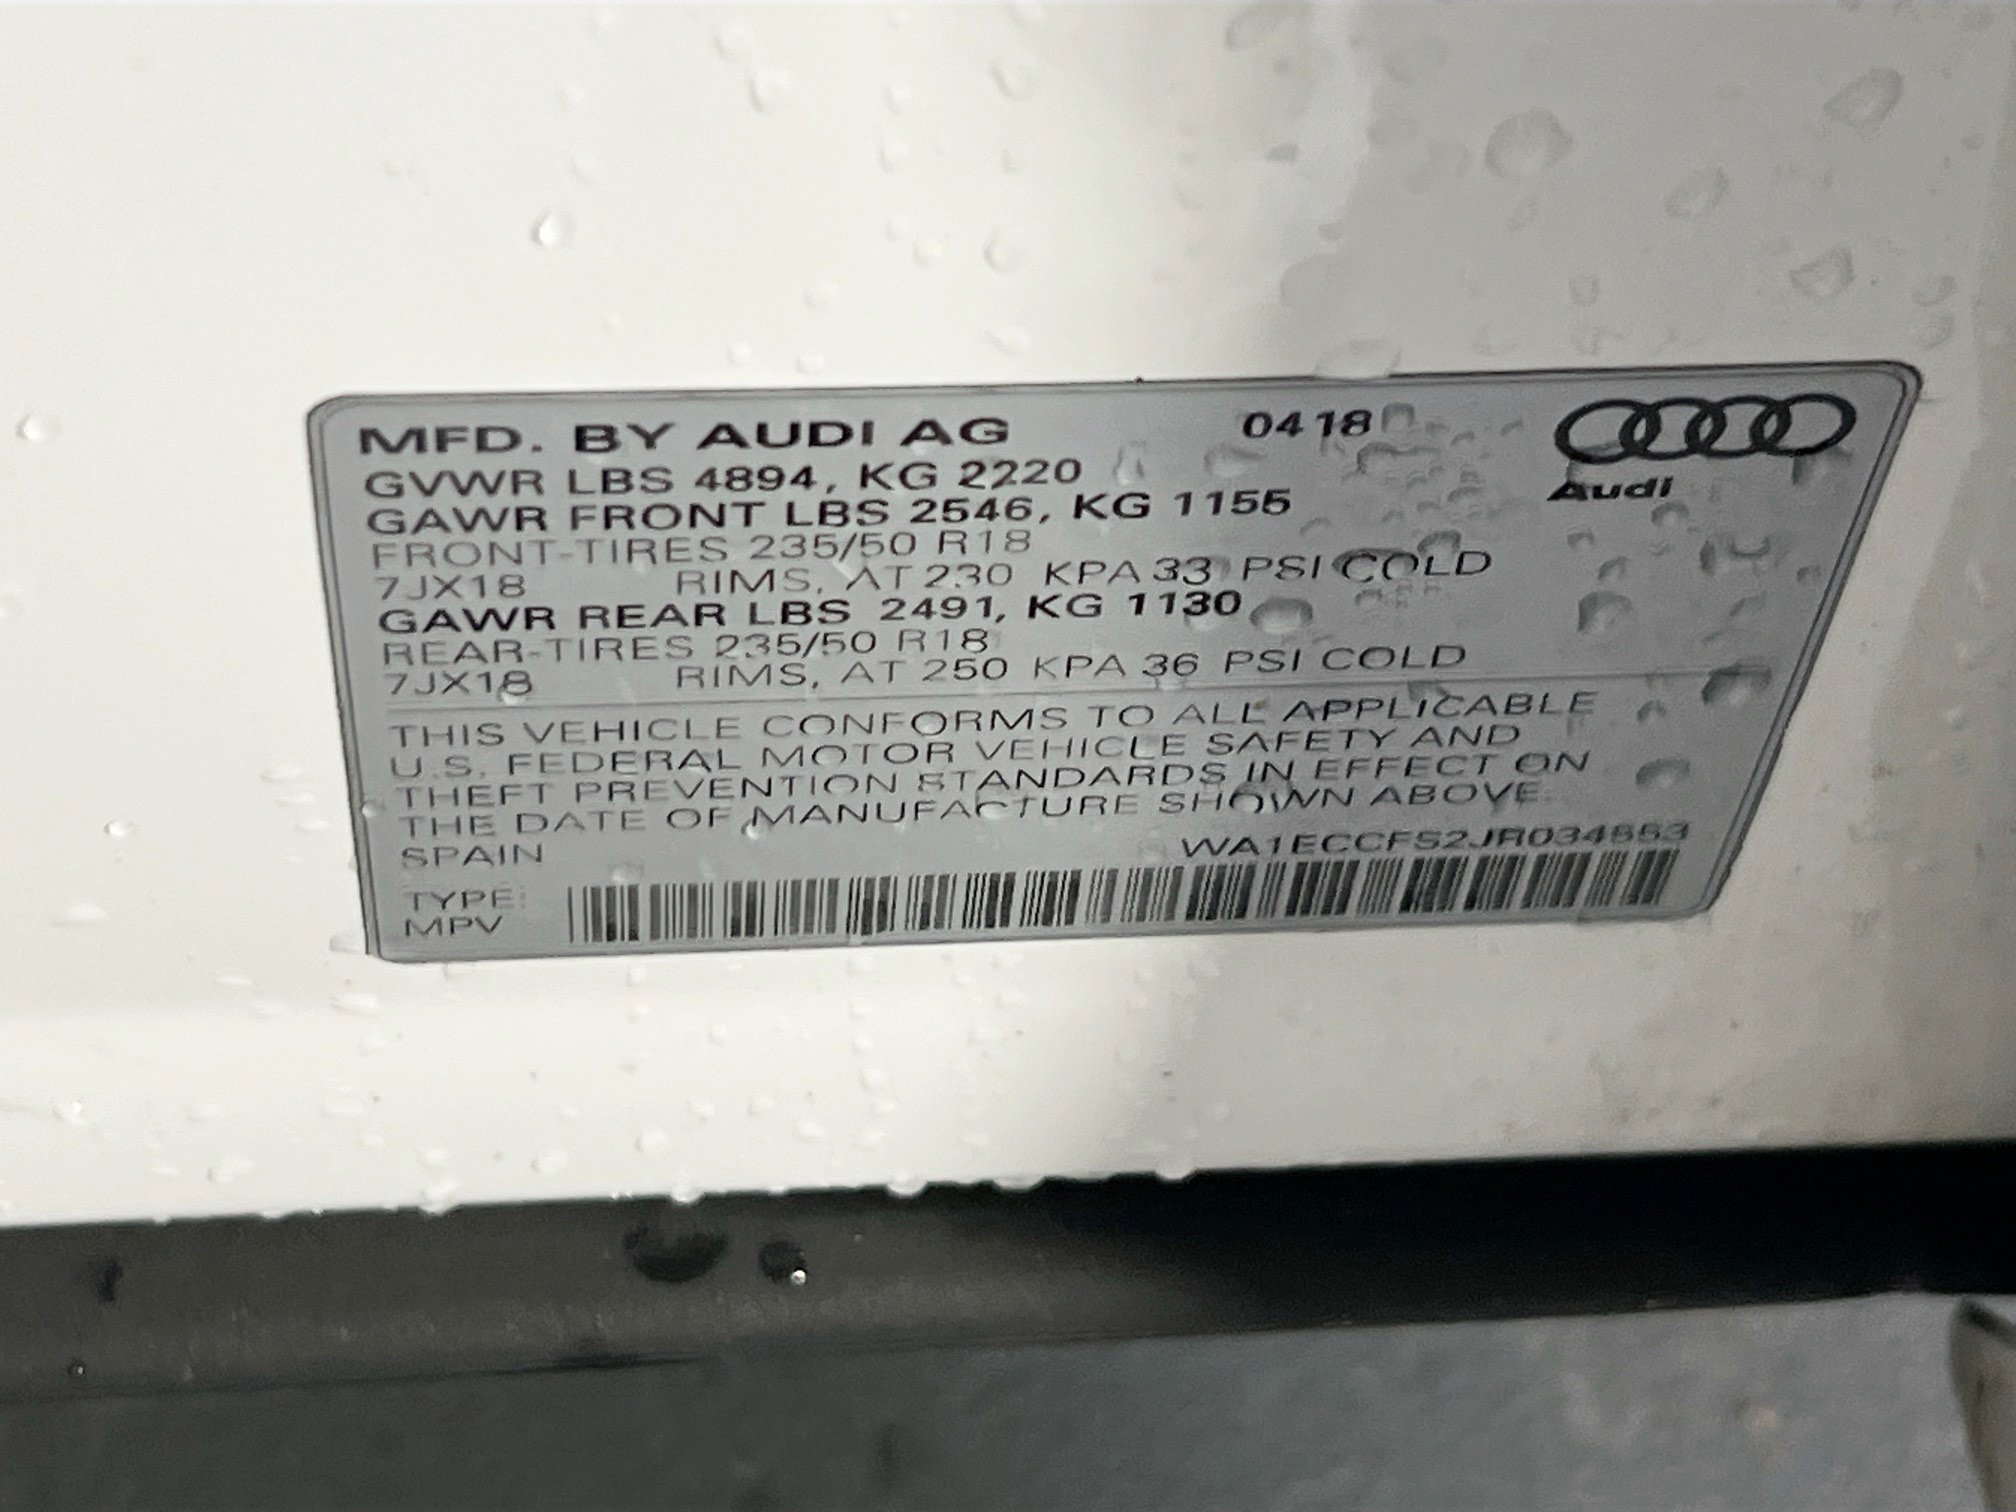 MFD. BY AUDI AG 0418
GVWR LBS 4894, KG 2220
Audi
GAWR FRONT LBS 2546, KG 1155
FRONT-TIRES 235/50 R18
7JX18 RIMS, AT 230 KPA 33 PSI COLD
GAWR REAR LBS 2491, KG 1130
REAR-TIRES 235/50 R18
7JX18 RIMS, AT 250 KPA 36 PSI COLD
THIS VEHICLE CONFORMS TO ALL APPLICABLE
U.S. FEDERAL MOTOR VEHICLE SAFETY AND
THEFT PREVENTION STANDARDS IN EFFECT ON
THE DATE OF MANUFACTURE SHOWN ABOVE.
SPAIN
TYPE:
MPV